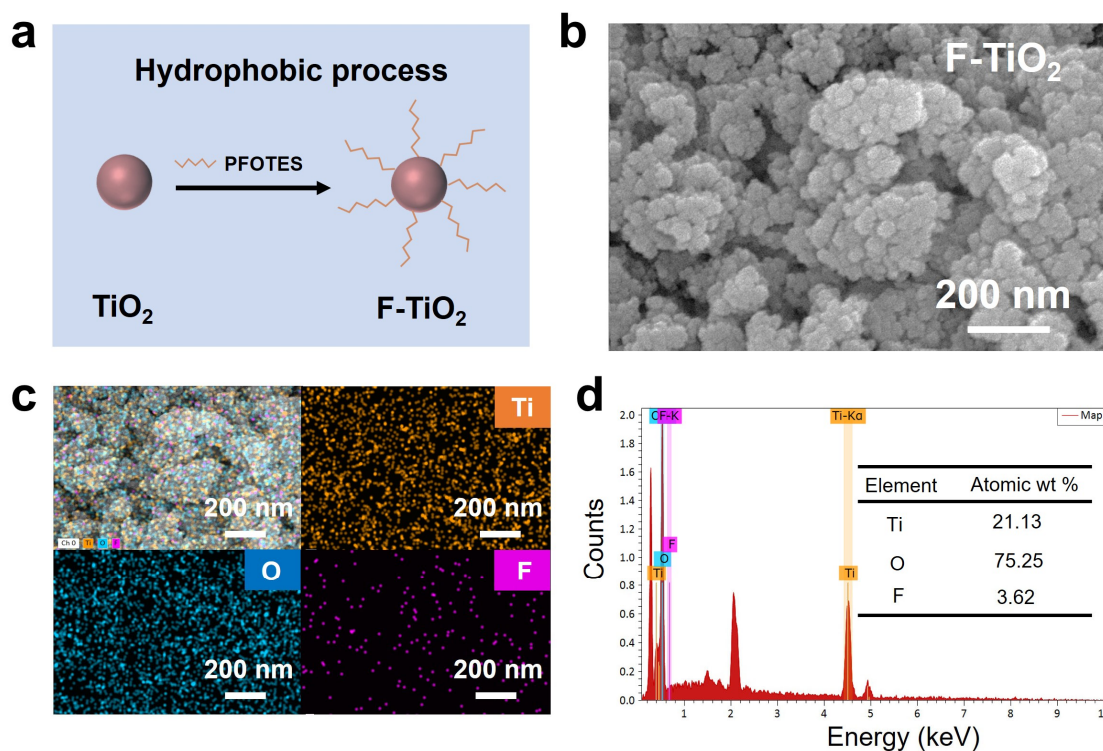 a
Hydrophobic process
PFOTES
TiO₂
F-TiO₂
b
F-TiO₂
200 nm
c
200 nm
Ch 0 Ti O F
Ti
200 nm
O
200 nm
F
200 nm
d
2.0
1.8
1.6
1.4
1.2
1.0
0.8
0.6
0.4
0.2
0.0
Counts
F-K
Ti-Kα
Map
F
O
Ti
Ti
Element Atomic wt %
Ti 21.13
O 75.25
F 3.62
1 2 3 4 5 6 7 8 9
Energy (keV)